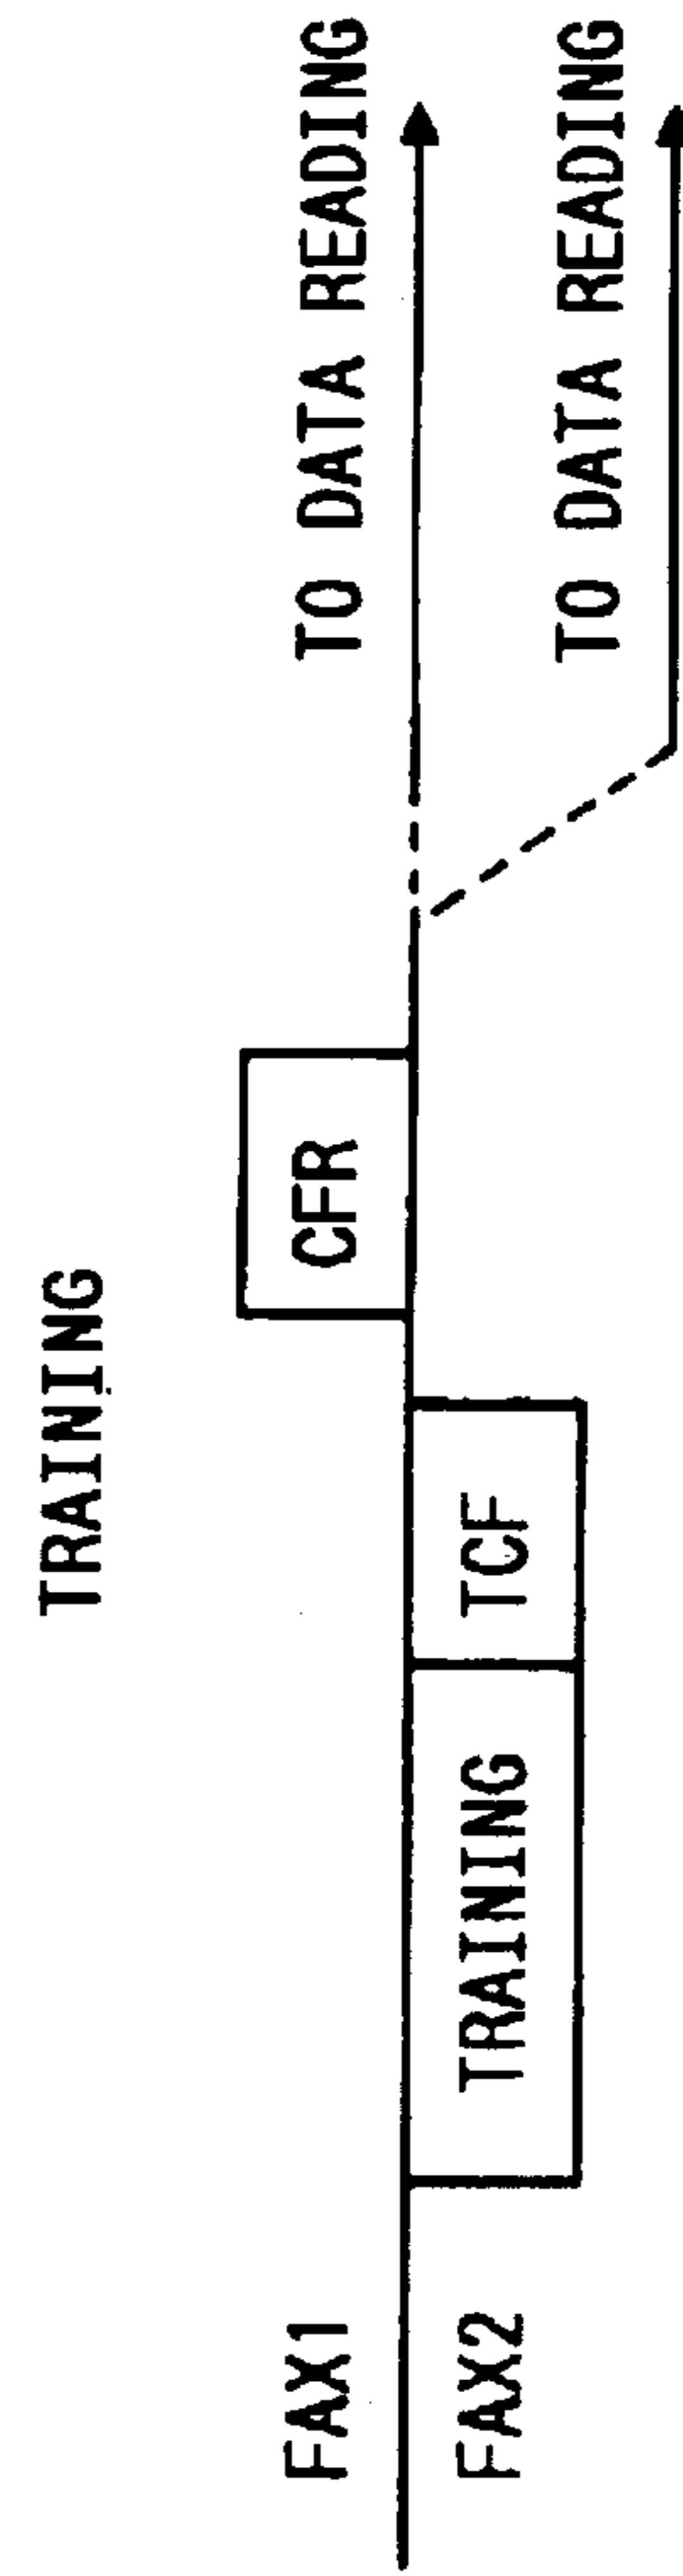 TRAINING
FAX1
CFR
TO DATA READING
FAX2
TRAINING
TCF
TO DATA READING